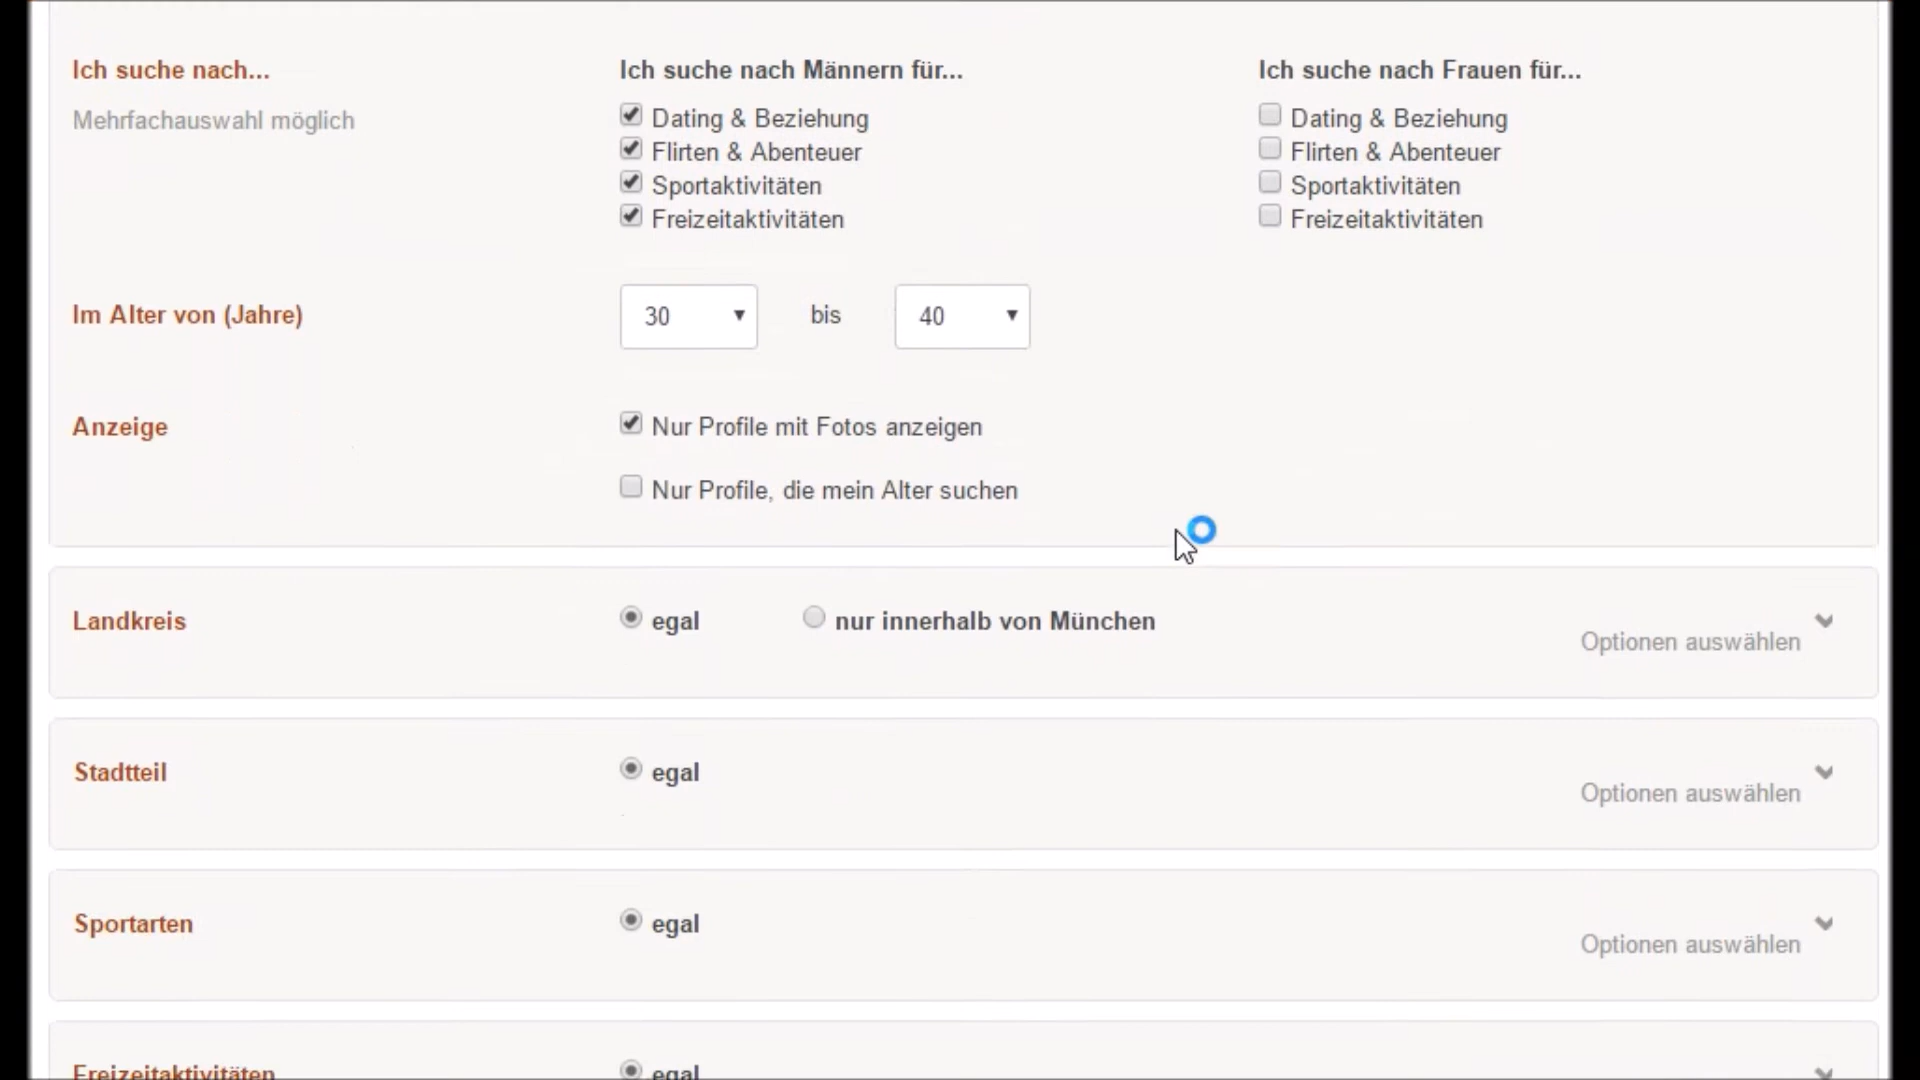 Ich suche nach...
Mehrfachauswahl möglich
Ich suche nach Männern für...
Dating & Beziehung
Flirten & Abenteuer
Sportaktivitäten
Freizeitaktivitäten
Ich suche nach Frauen für...
Dating & Beziehung
Flirten & Abenteuer
Sportaktivitäten
Freizeitaktivitäten
Im Alter von (Jahre)
30 bis 40
Anzeige
Nur Profile mit Fotos anzeigen
Nur Profile, die mein Alter suchen
Landkreis
egal nur innerhalb von München
Optionen auswählen
Stadtteil
egal
Optionen auswählen
Sportarten
egal
Optionen auswählen
Freizeitaktivitäten
egal